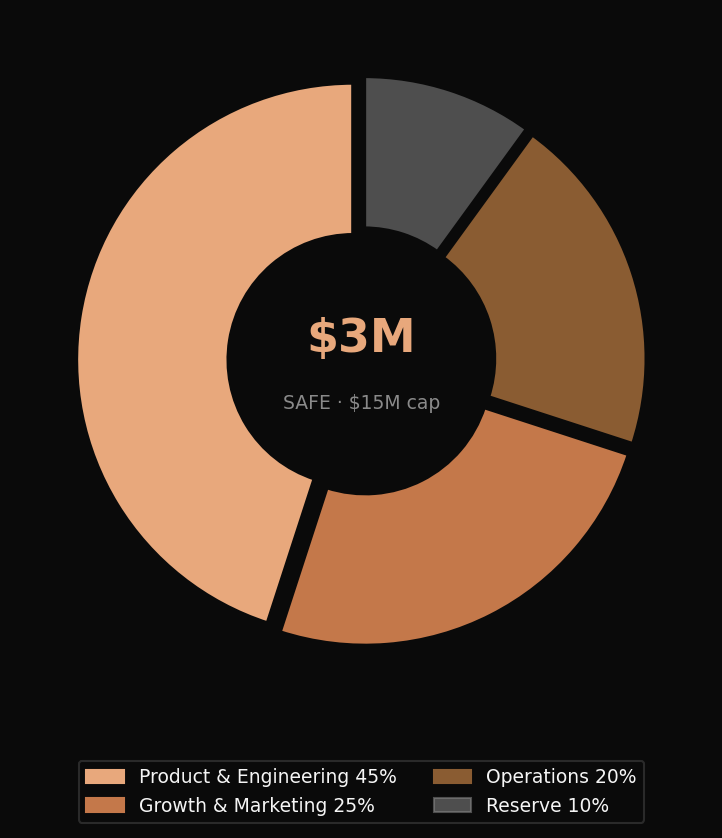 $3M
SAFE · $15M cap
Product & Engineering 45%
Growth & Marketing 25%
Operations 20%
Reserve 10%